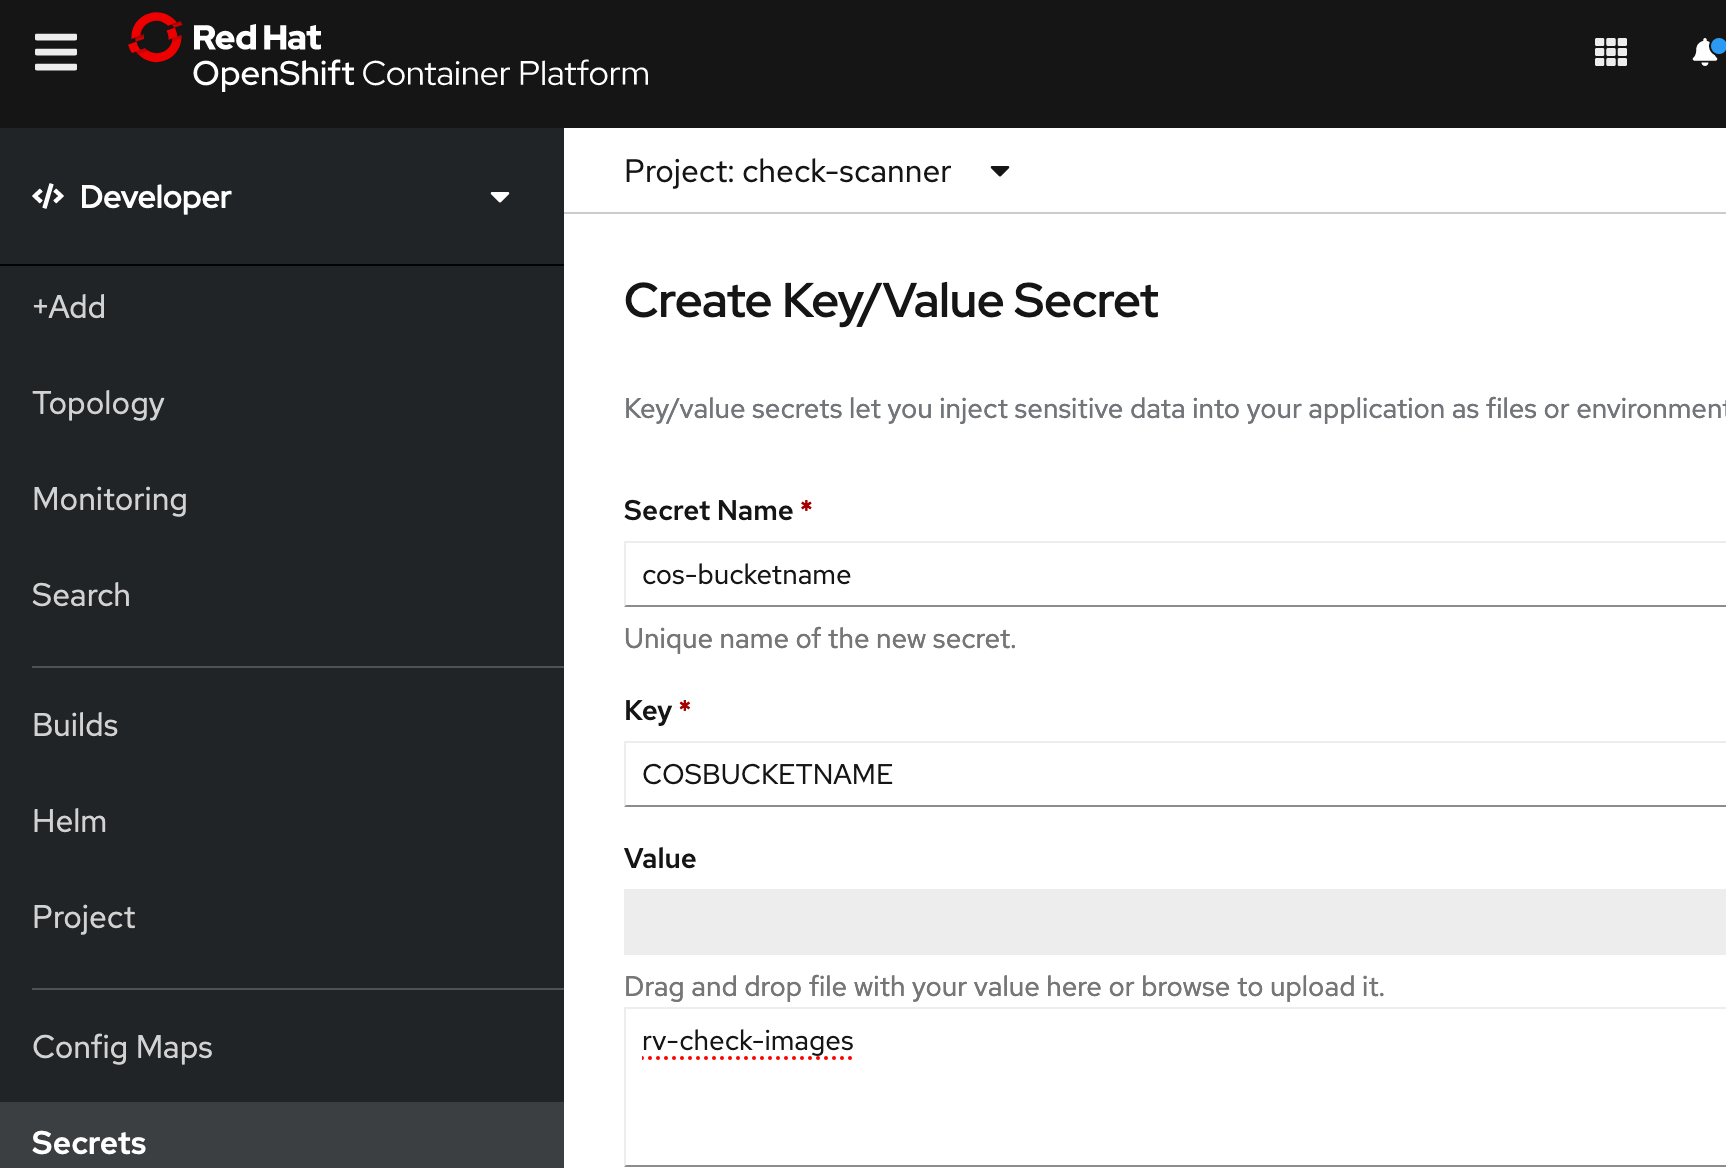 Red Hat
OpenShift Container Platform
Developer
Project: check-scanner
+Add
Topology
Monitoring
Search
Builds
Helm
Project
Config Maps
Secrets
Create Key/Value Secret
Key/value secrets let you inject sensitive data into your application as files or environment
Secret Name *
cos-bucketname
Unique name of the new secret.
Key *
COSBUCKETNAME
Value
Drag and drop file with your value here or browse to upload it.
rv-check-images